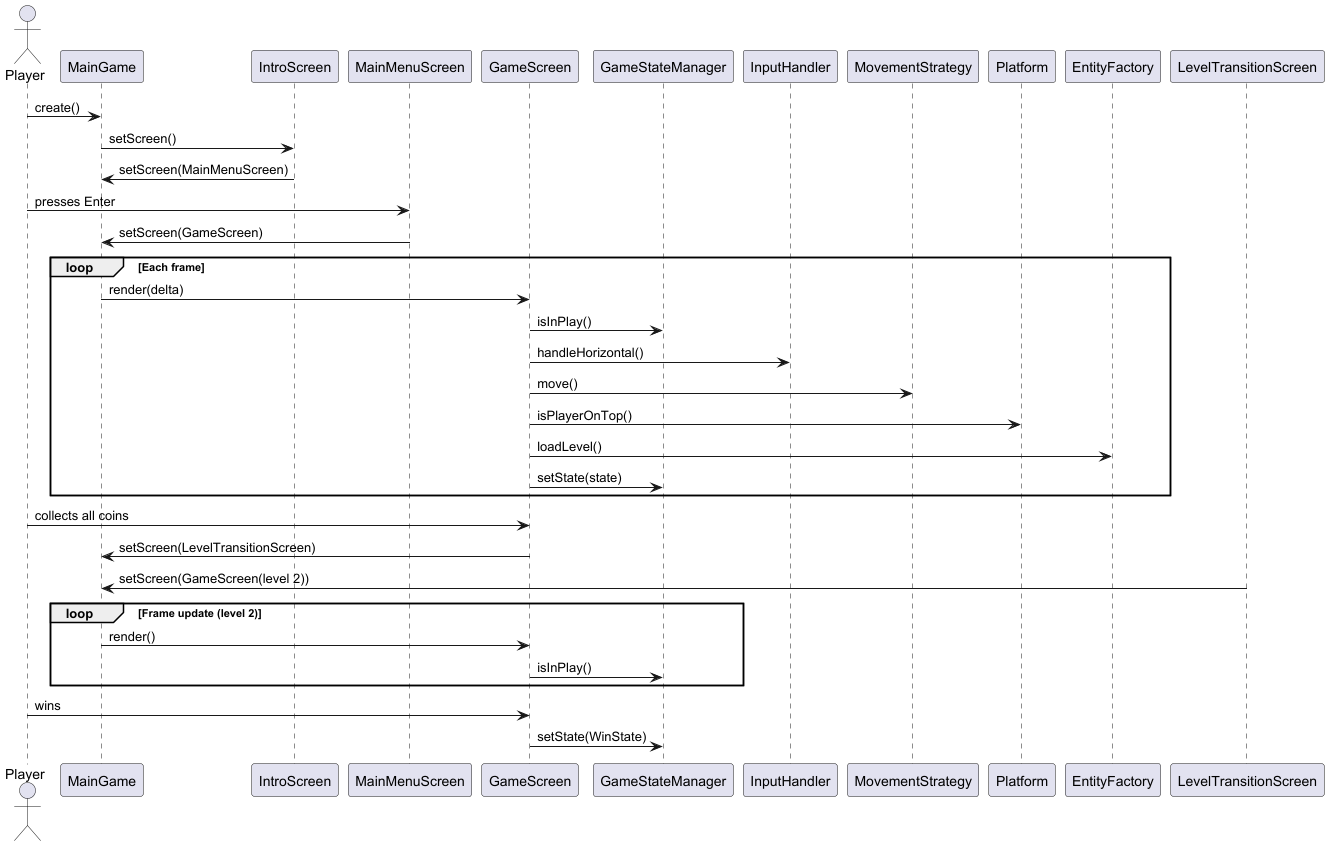 Player
MainGame
IntroScreen
MainMenuScreen
GameScreen
GameStateManager
InputHandler
MovementStrategy
Platform
EntityFactory
LevelTransitionScreen
create()
setScreen()
setScreen(MainMenuScreen)
presses Enter
setScreen(GameScreen)
loop [Each frame]
render(delta)
isInPlay()
handleHorizontal()
move()
isPlayerOnTop()
loadLevel()
setState(state)
collects all coins
setScreen(LevelTransitionScreen)
setScreen(GameScreen(level 2))
loop [Frame update (level 2)]
render()
isInPlay()
wins
setState(WinState)
Player
MainGame
IntroScreen
MainMenuScreen
GameScreen
GameStateManager
InputHandler
MovementStrategy
Platform
EntityFactory
LevelTransitionScreen